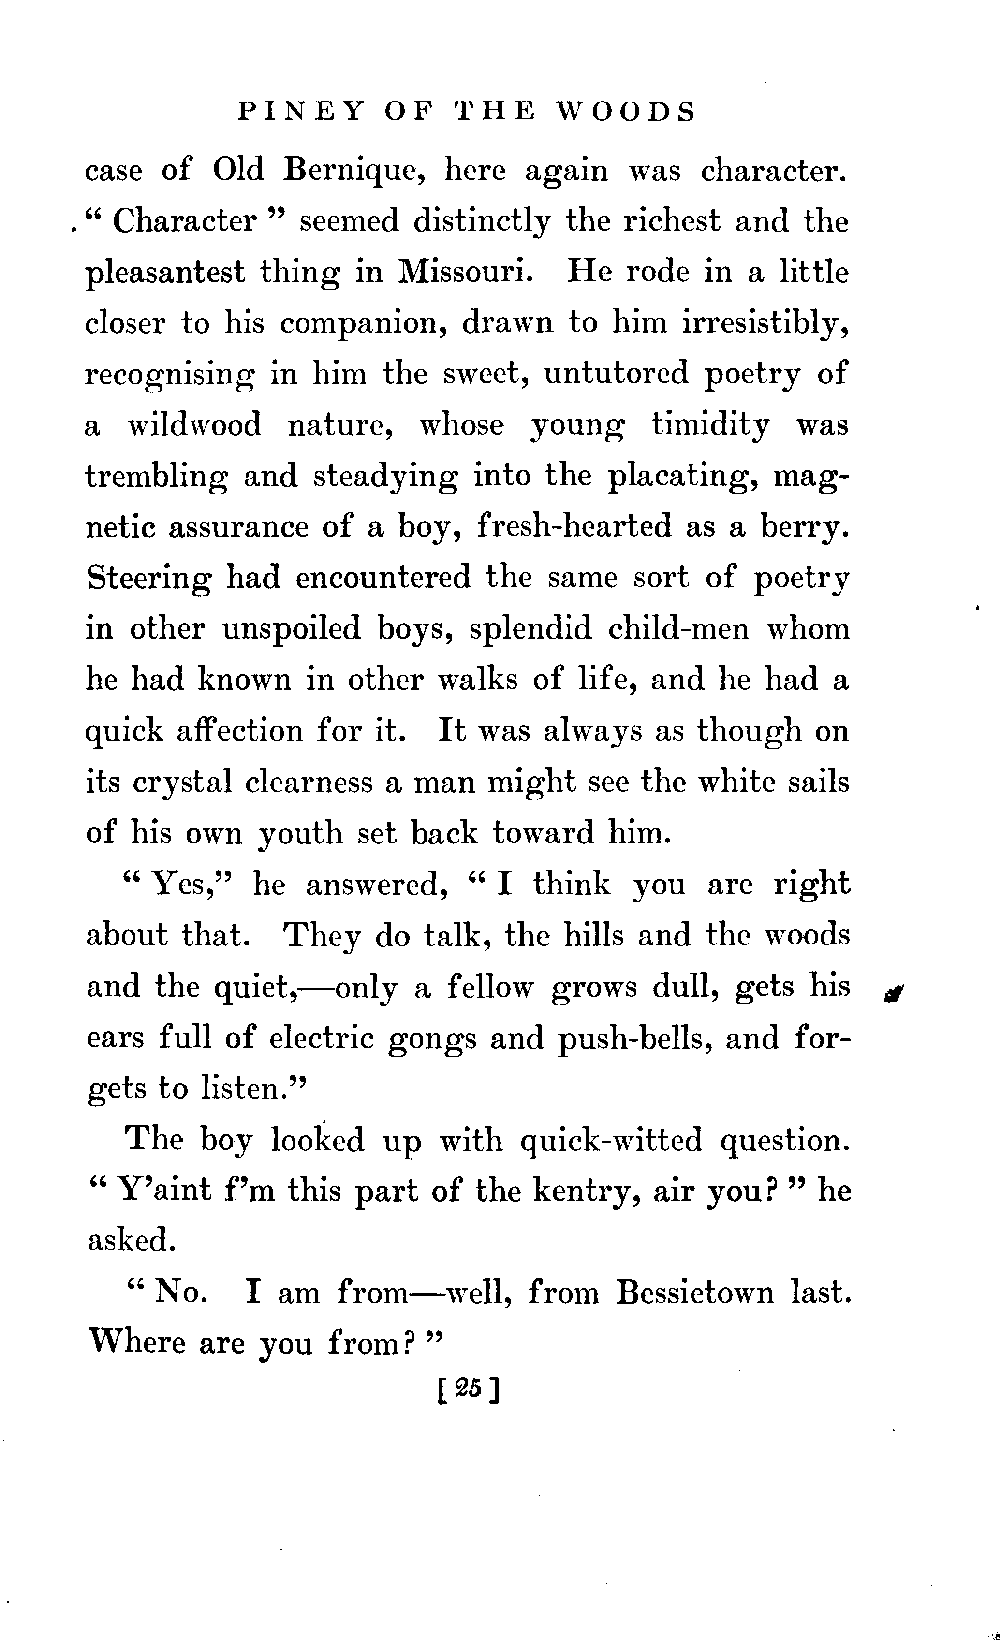 PINEY OF THE WOODS
case of Old Bernique, here again was character.
" Character " seemed distinctly the richest and the
pleasantest thing in Missouri. He rode in a little
closer to his companion, drawn to him irresistibly,
recognising in him the sweet, untutored poetry of
a wildwood nature, whose young timidity was
trembling and steadying into the placating, mag-
netic assurance of a boy, fresh-hearted as a berry.
Steering had encountered the same sort of poetry
in other unspoiled boys, splendid child-men whom
he had known in other walks of life, and he had a
quick affection for it. It was always as though on
its crystal clearness a man might see the white sails
of his own youth set back toward him.
" Yes," he answered, " I think you are right
about that. They do talk, the hills and the woods
and the quiet,—only a fellow grows dull, gets his
ears full of electric gongs and push-bells, and for-
gets to listen."
The boy looked up with quick-witted question.
" Y'aint f'm this part of the kentry, air you? " he
asked.
" No. I am from—well, from Bessietown last.
Where are you from? "
[ 25 ]